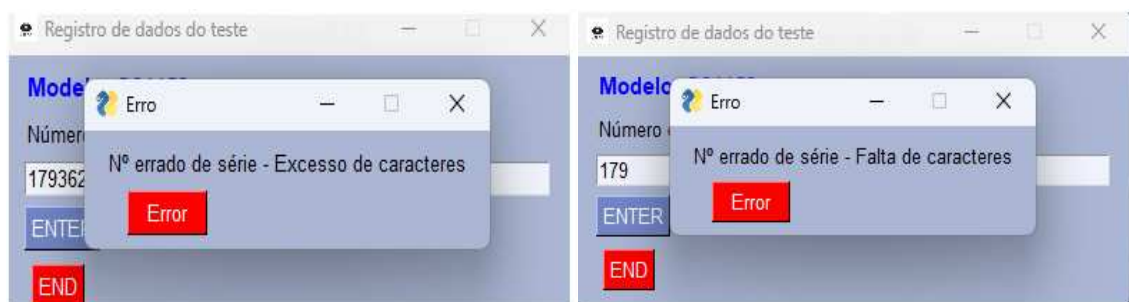 Registro de dados do teste
Mode
Erro
Númer
Nº errado de série - Excesso de caracteres
179362
Error
ENTE
END
Registro de dados do teste
Modelo
Erro
Número
Nº errado de série - Falta de caracteres
179
Error
ENTER
END